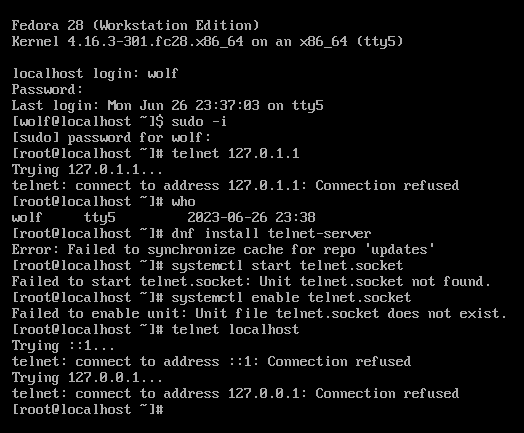 Fedora 28 (Workstation Edition)
Kernel 4.16.3-301.fc28.x86_64 on an x86_64 (tty5)
localhost login: wolf
Password:
Last login: Mon Jun 26 23:37:03 on tty5
[wolf@localhost ~]$ sudo -i
[sudo] password for wolf:
[root@localhost ~]# telnet 127.0.1.1
Trying 127.0.1.1...
telnet: connect to address 127.0.1.1: Connection refused
[root@localhost ~]# who
wolf     tty5         2023-06-26 23:38
[root@localhost ~]# dnf install telnet-server
Error: Failed to synchronize cache for repo 'updates'
[root@localhost ~]# systemctl start telnet.socket
Failed to start telnet.socket: Unit telnet.socket not found.
[root@localhost ~]# systemctl enable telnet.socket
Failed to enable unit: Unit file telnet.socket does not exist.
[root@localhost ~]# telnet localhost
Trying ::1...
telnet: connect to address ::1: Connection refused
Trying 127.0.0.1...
telnet: connect to address 127.0.0.1: Connection refused
[root@localhost ~]#